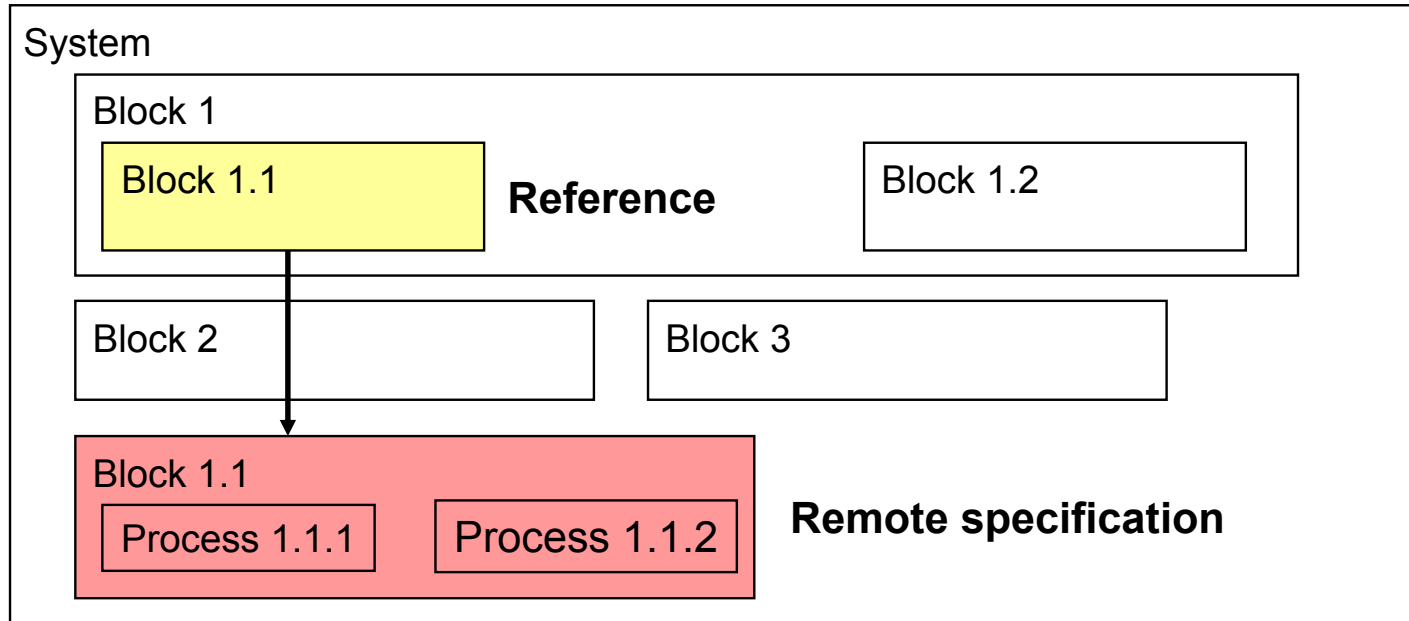 System
Block 1
Block 1.1
Reference
Block 1.2
Block 2
Block 3
Block 1.1
Process 1.1.1
Process 1.1.2
Remote specification